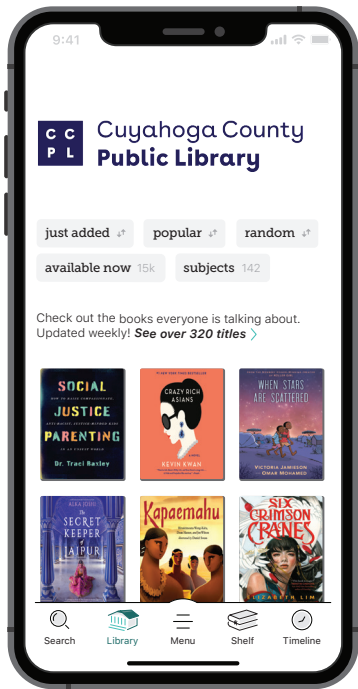 9:41
C C
P L
Cuyahoga County
Public Library
just added
popular
random
available now 15k
subjects 142
Check out the books everyone is talking about.
Updated weekly! See over 320 titles
SOCIAL
JUSTICE
PARENTING
Dr. Traci Baxley
CRAZY RICH
ASIANS
A NOVEL
KEVIN KWAN
WHEN STARS
ARE SCATTERED
VICTORIA JAMIESON
OMAR MOHAMED
ALKA JOSHI
The
SECRET
KEEPER
of
JAIPUR
Kapaemahu
SIX
CRIMSON
CRANES
ELIZABETH LIM
Search
Library
Menu
Shelf
Timeline